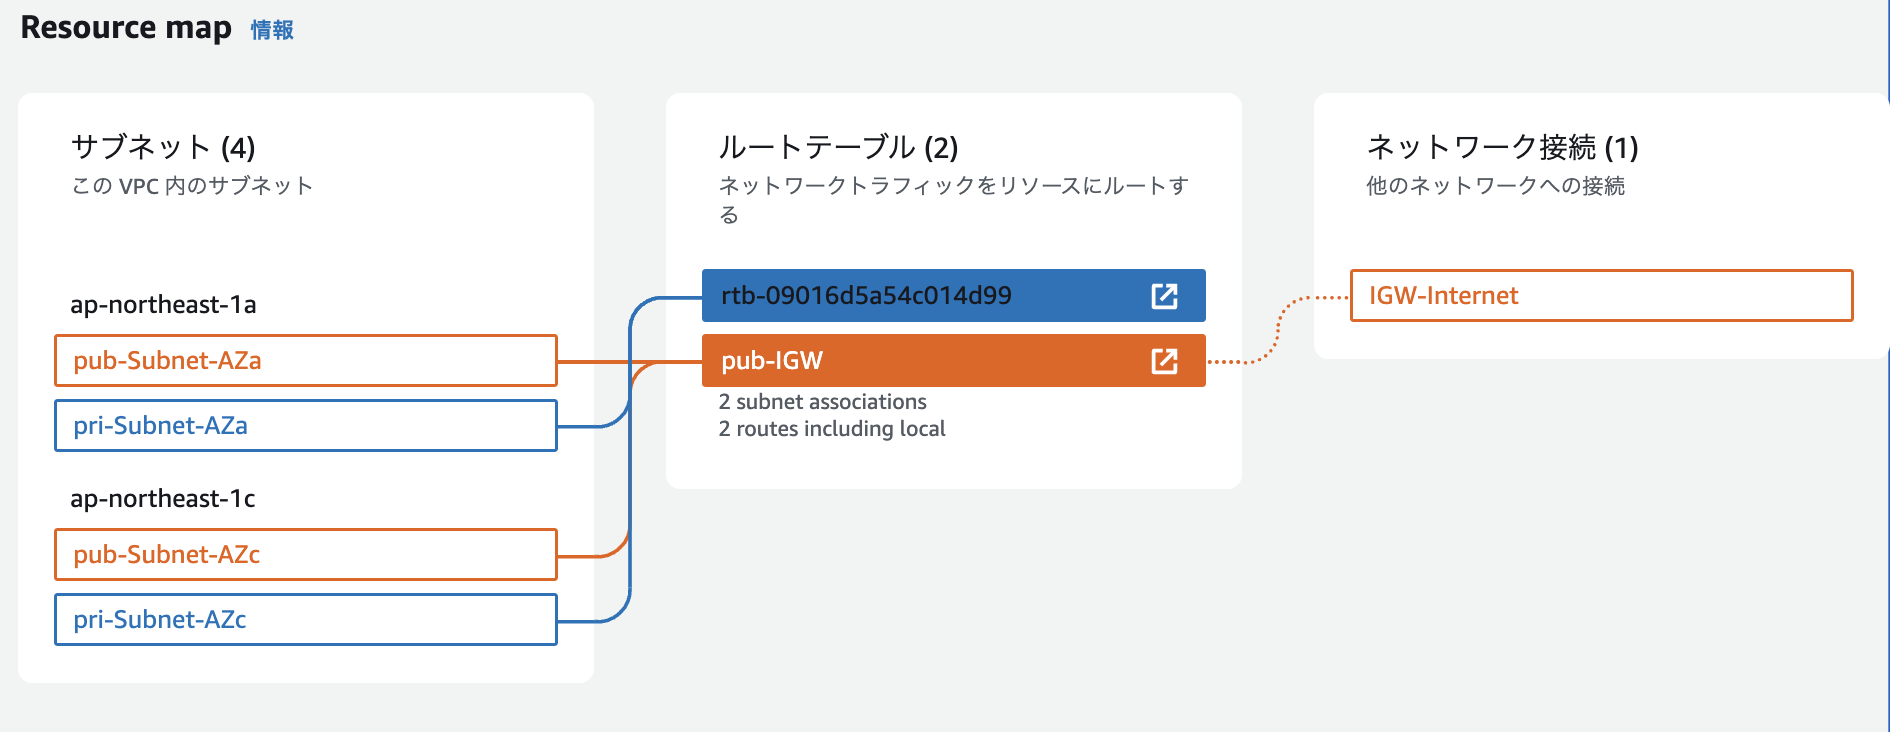 Resource map 情報
サブネット (4)
この VPC 内のサブネット
ap-northeast-1a
pub-Subnet-AZa
pri-Subnet-AZa
ap-northeast-1c
pub-Subnet-AZc
pri-Subnet-AZc
ルートテーブル (2)
ネットワークトラフィックをリソースにルートす
る
rtb-09016d5a54c014d99
pub-IGW
2 subnet associations
2 routes including local
ネットワーク接続 (1)
他のネットワークへの接続
IGW-Internet